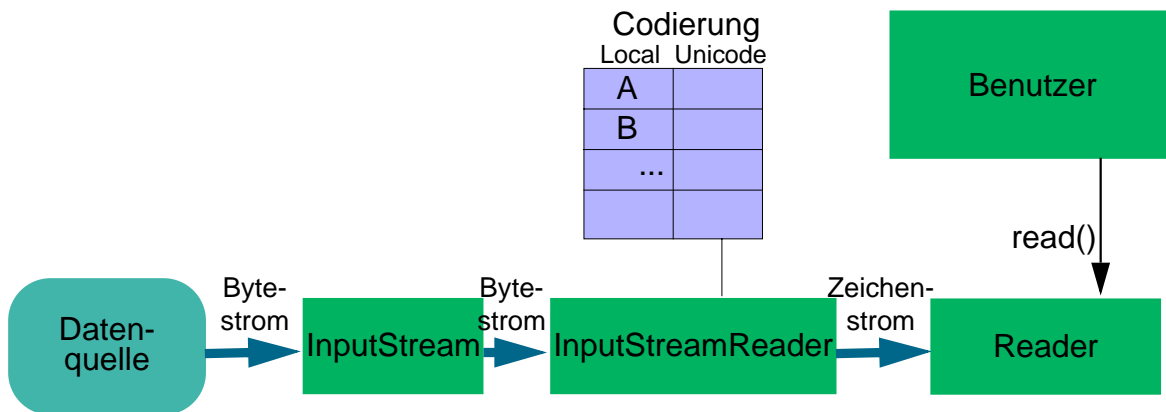 Codierung
Local Unicode
A
B
...
Benutzer
read()
Byte-
strom
Byte-
strom
Zeichen-
strom
Daten-
quelle
InputStream
InputStreamReader
Reader